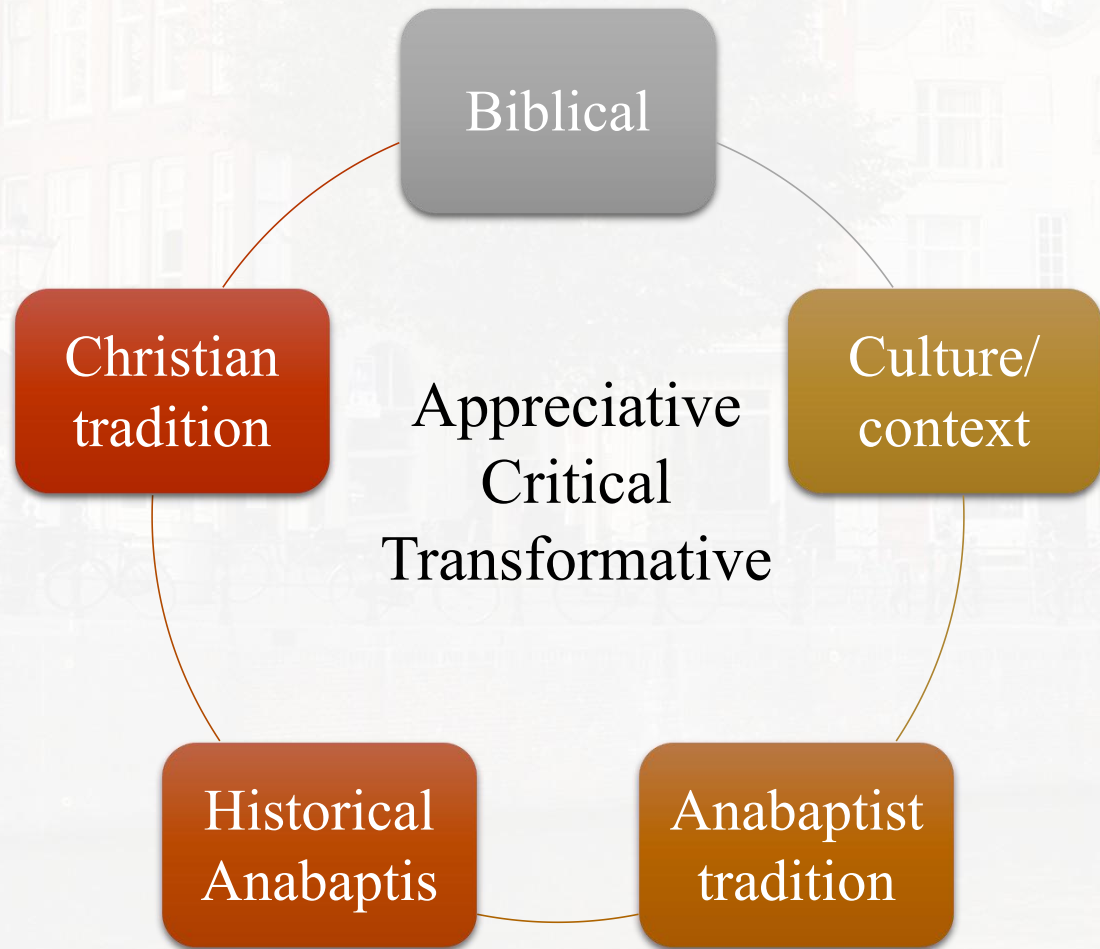 Biblical
Christian
tradition
Culture/
context
Appreciative
Critical
Transformative
Historical
Anabaptis
Anabaptist
tradition